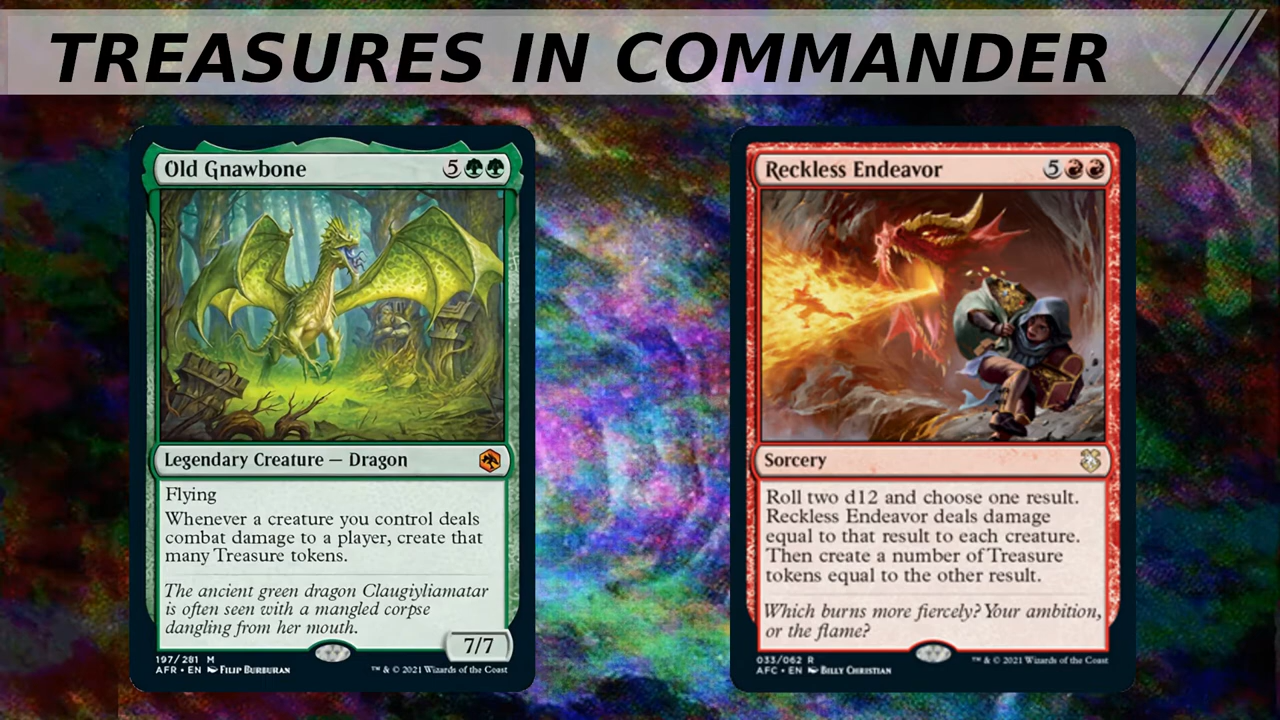 TREASURES IN COMMANDER
Old Gnawbone 5
Legendary Creature — Dragon
Flying
Whenever a creature you control deals
combat damage to a player, create that
many Treasure tokens.
The ancient green dragon Claugiyliamatar
is often seen with a mangled corpse
dangling from her mouth.
7/7
197/281 M
AFR • EN Filip Burburan ™ & © 2021 Wizards of the Coast
Reckless Endeavor 5
Sorcery
Roll two d12 and choose one result.
Reckless Endeavor deals damage
equal to that result to each creature.
Then create a number of Treasure
tokens equal to the other result.
Which burns more fiercely? Your ambition,
or the flame?
033/062 R
AFC • EN Billy Christian ™ & © 2021 Wizards of the Coast